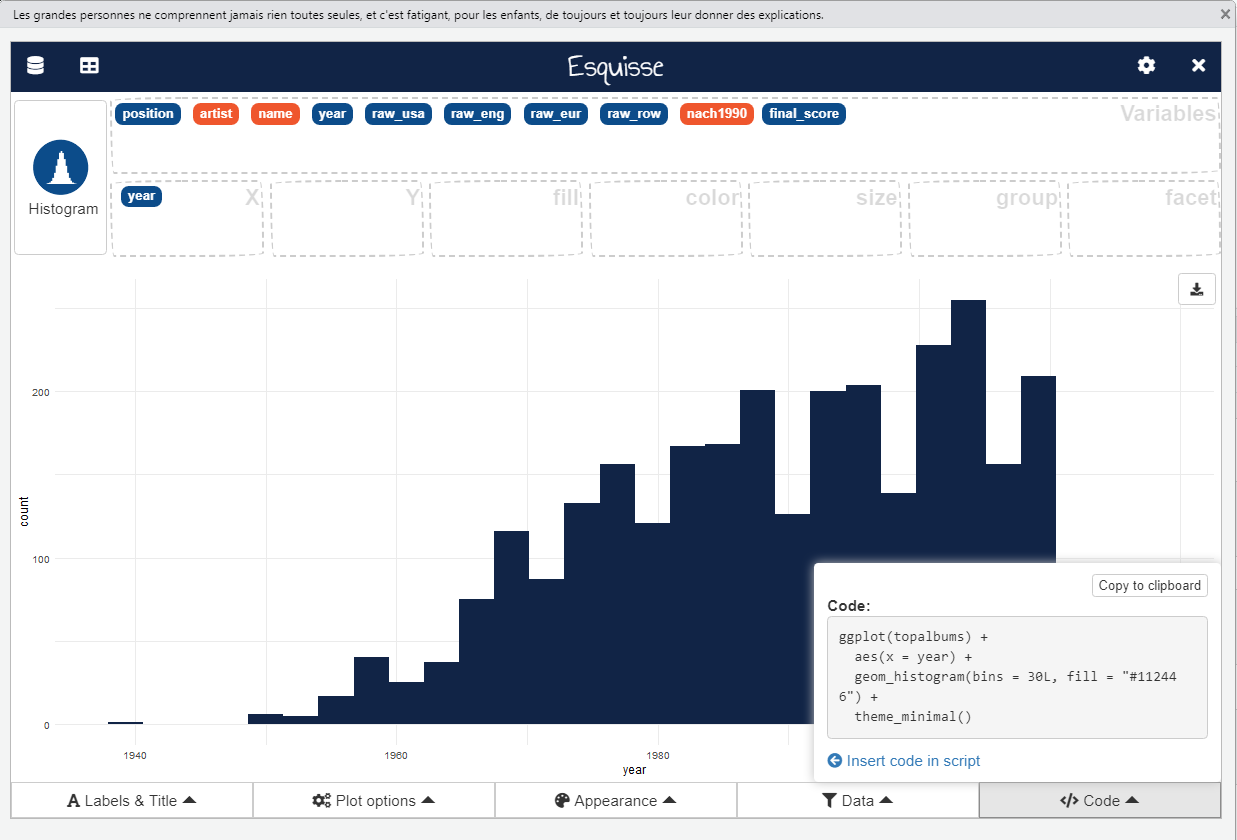 Les grandes personnes ne comprennent jamais rien toutes seules, et c'est fatigant, pour les enfants, de toujours et toujours leur donner des explications.
Esquisse
position artist name year raw_usa raw_eng raw_eur raw_row nach1990 final_score Variables
Histogram
year X Y fill color size group facet
200
100
0
count
1940 1960 1980
year
Copy to clipboard
Code:
ggplot(topalbums) +
aes(x = year) +
geom_histogram(bins = 30L, fill = "#11244
6") +
theme_minimal()
Insert code in script
A Labels & Title Plot options Appearance Data </> Code